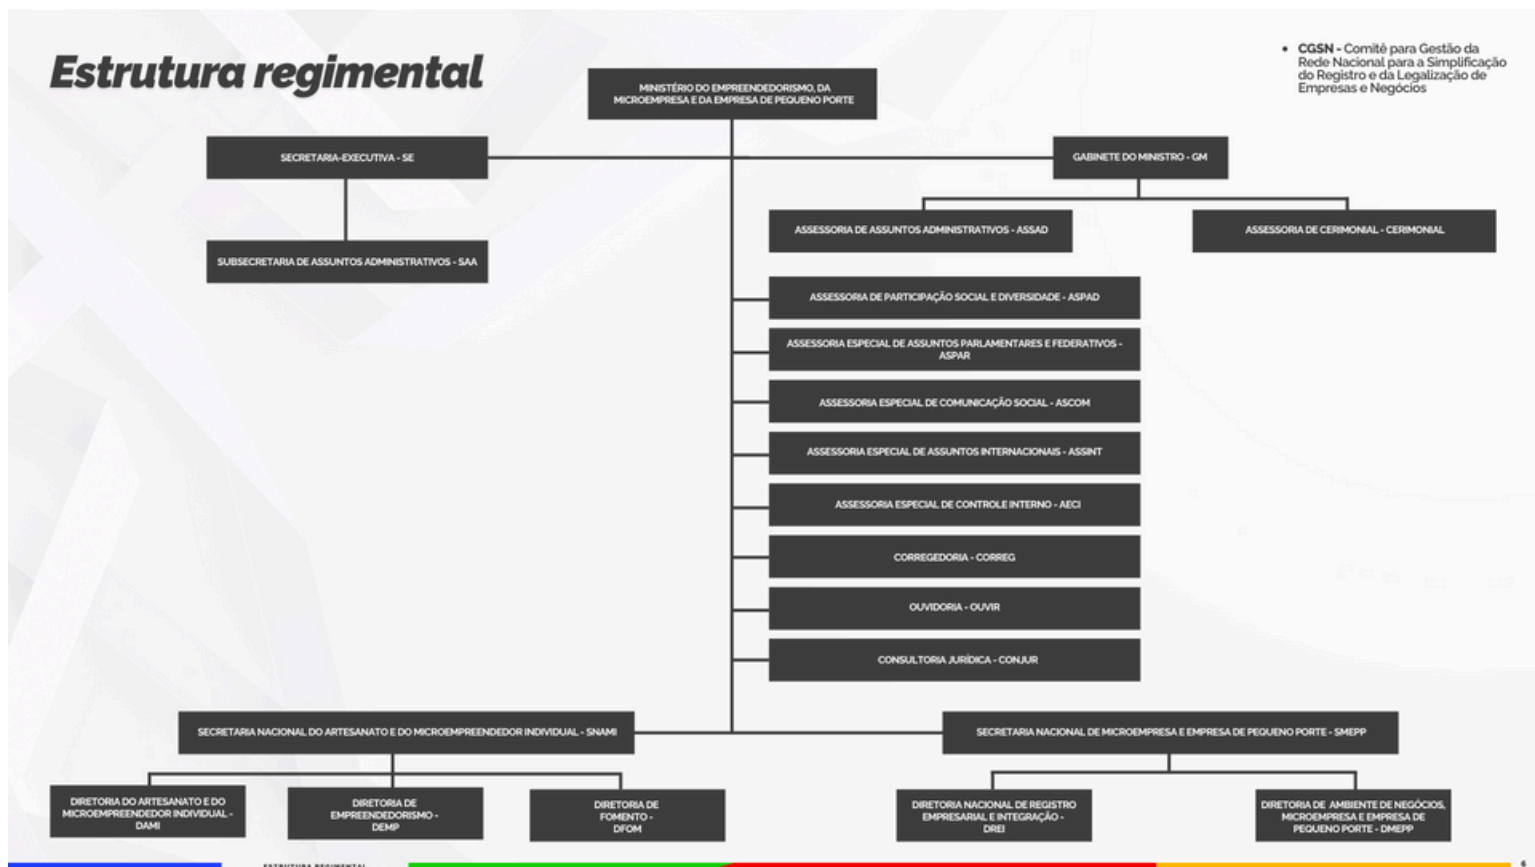 Estrutura regimental
• CGSN - Comitê para Gestão da
Rede Nacional para a Simplificação
do Registro e da Legalização de
Empresas e Negócios
MINISTÉRIO DO EMPREENDEDORISMO, DA
MICROEMPRESA E DA EMPRESA DE PEQUENO PORTE
SECRETARIA-EXECUTIVA - SE
GABINETE DO MINISTRO - GM
ASSESSORIA DE ASSUNTOS ADMINISTRATIVOS - ASSAD
ASSESSORIA DE CERIMONIAL - CERIMONIAL
SUBSECRETARIA DE ASSUNTOS ADMINISTRATIVOS - SAA
ASSESSORIA DE PARTICIPAÇÃO SOCIAL E DIVERSIDADE - ASPAD
ASSESSORIA ESPECIAL DE ASSUNTOS PARLAMENTARES E FEDERATIVOS -
ASPAR
ASSESSORIA ESPECIAL DE COMUNICAÇÃO SOCIAL - ASCOM
ASSESSORIA ESPECIAL DE ASSUNTOS INTERNACIONAIS - ASSINT
ASSESSORIA ESPECIAL DE CONTROLE INTERNO - AECI
CORREGEDORIA - CORREG
OUVIDORIA - OUVIR
CONSULTORIA JURÍDICA - CONJUR
SECRETARIA NACIONAL DO ARTESANATO E DO MICROEMPREENDEDOR INDIVIDUAL - SNAMI
SECRETARIA NACIONAL DE MICROEMPRESA E EMPRESA DE PEQUENO PORTE - SMEPP
DIRETORIA DO ARTESANATO E DO
MICROEMPREENDEDOR INDIVIDUAL -
DAMI
DIRETORIA DE
EMPREENDEDORISMO -
DEMP
DIRETORIA DE
FOMENTO -
DFOM
DIRETORIA NACIONAL DE REGISTRO
EMPRESARIAL E INTEGRAÇÃO -
DREI
DIRETORIA DE AMBIENTE DE NEGÓCIOS,
MICROEMPRESA E EMPRESA DE
PEQUENO PORTE - DMEPP
ESTRUTURA REGIMENTAL